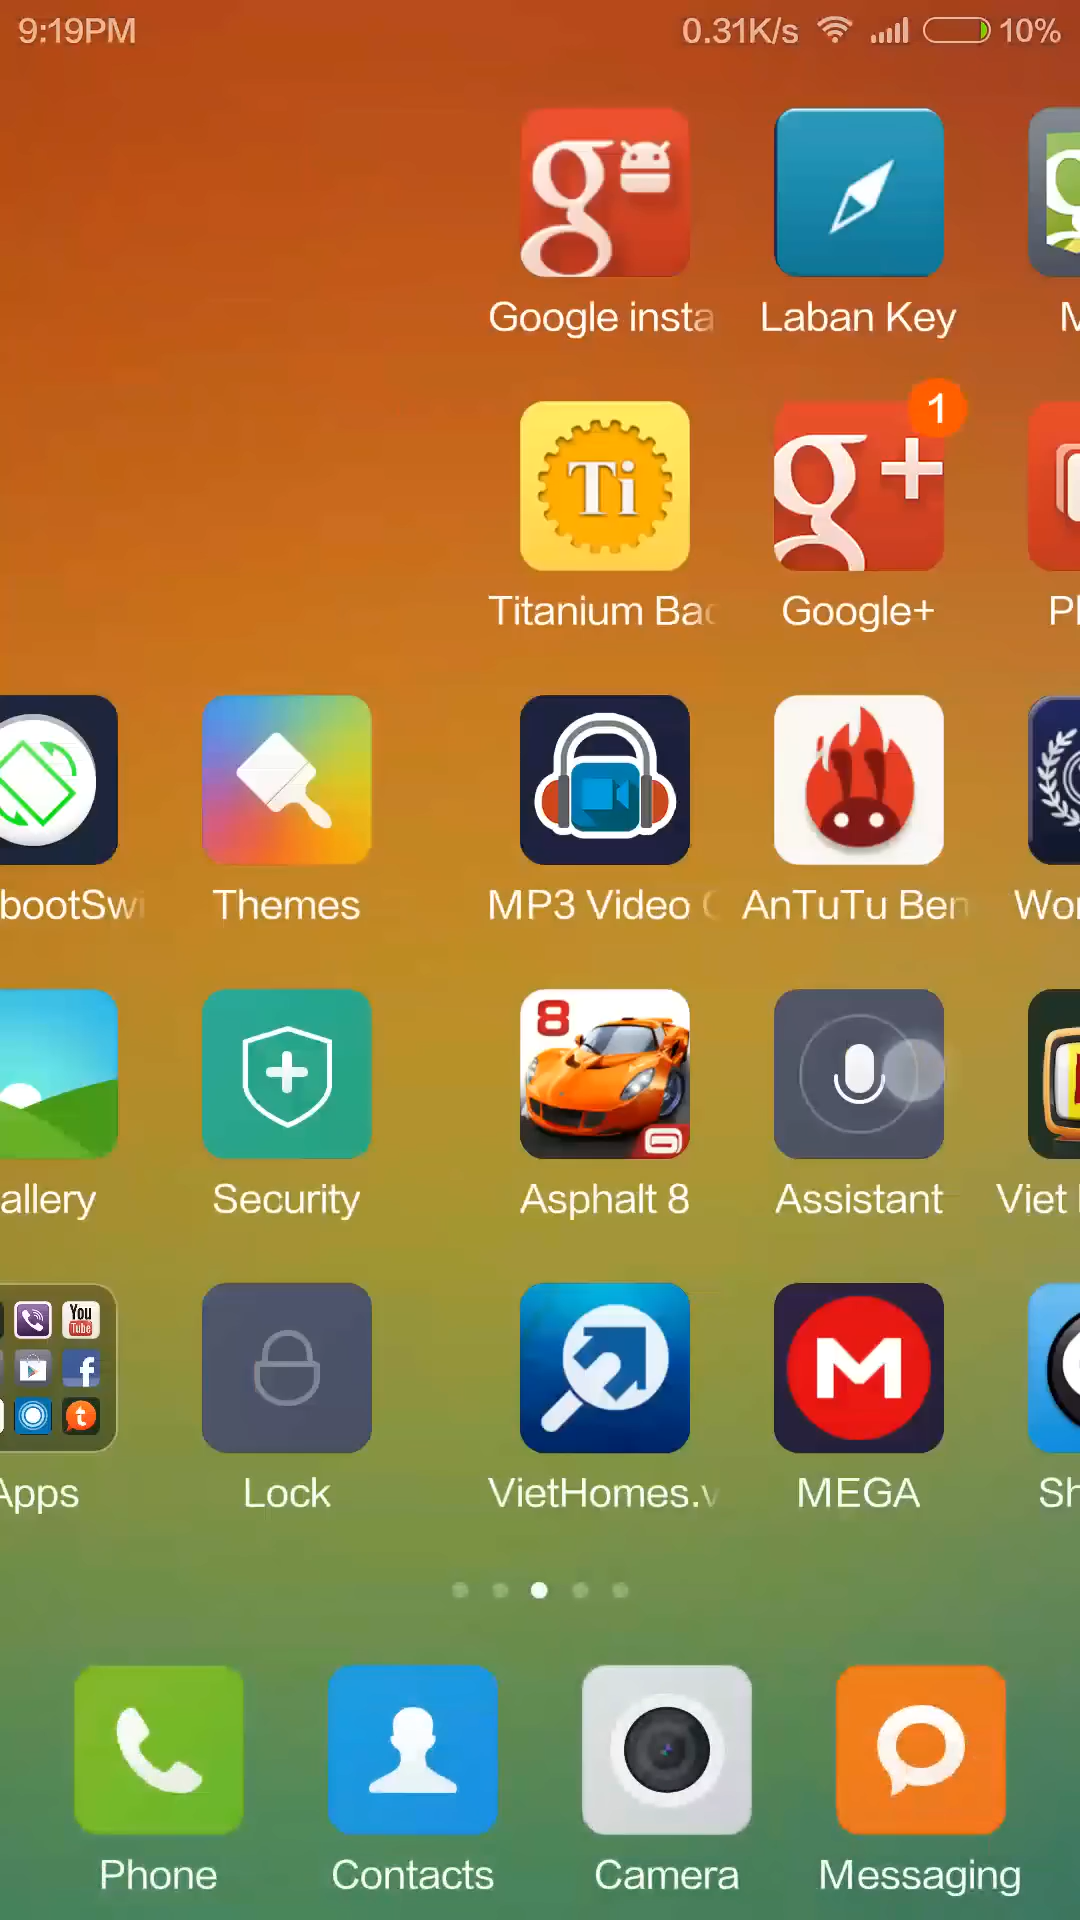 9:19PM 0.31K/s 10%
g
Google insta Laban Key M
1
Ti g+
Titanium Bac Google+ Pl
bootSwi Themes MP3 Video AnTuTu Ben Wor
8
allery Security Asphalt 8 Assistant Viet
You
Tube
f
t
M
Apps Lock VietHomes.v MEGA Sh
Phone Contacts Camera Messaging